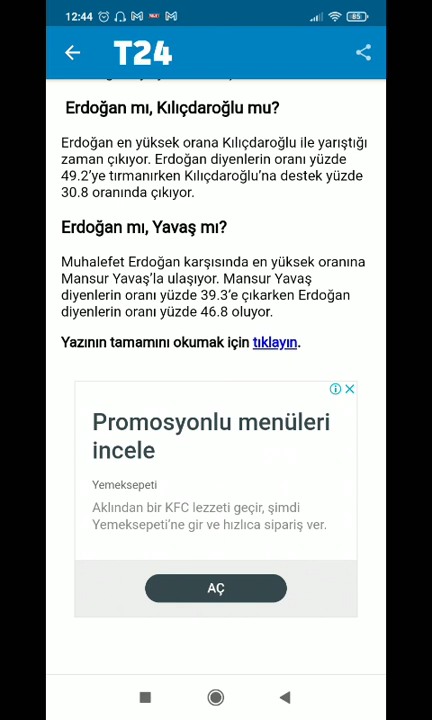 12:44
T24
Erdoğan mı, Kılıçdaroğlu mu?
Erdoğan en yüksek orana Kılıçdaroğlu ile yarıştığı
zaman çıkıyor. Erdoğan diyenlerin oranı yüzde
49.2’ye tırmanırken Kılıçdaroğlu’na destek yüzde
30.8 oranında çıkıyor.
Erdoğan mı, Yavaş mı?
Muhalefet Erdoğan karşısında en yüksek oranına
Mansur Yavaş’la ulaşıyor. Mansur Yavaş
diyenlerin oranı yüzde 39.3’e çıkarken Erdoğan
diyenlerin oranı yüzde 46.8 oluyor.
Yazının tamamını okumak için tıklayın.
Promosyonlu menüleri
incele
Yemeksepeti
Aklından bir KFC lezzeti geçir, şimdi
Yemeksepeti’ne gir ve hızlıca sipariş ver.
AÇ